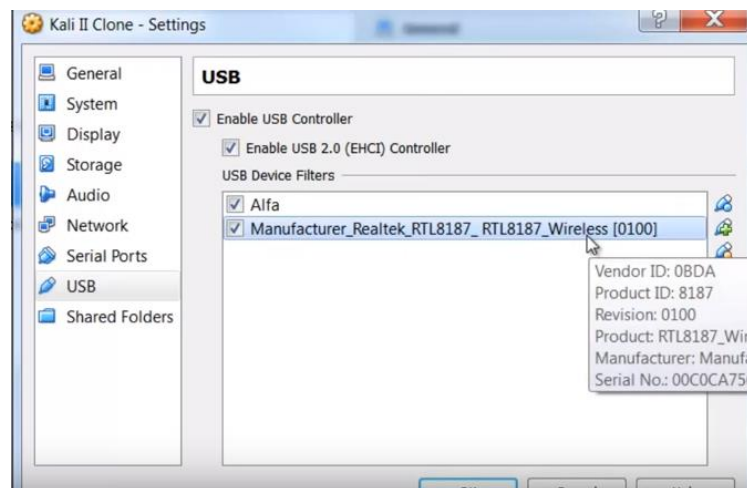 Kali II Clone - Settings
?
X
General
System
Display
Storage
Audio
Network
Serial Ports
USB
Shared Folders
USB
Enable USB Controller
Enable USB 2.0 (EHCI) Controller
USB Device Filters
Alfa
Manufacturer_Realtek_RTL8187_ RTL8187_Wireless [0100]
Vendor ID: 0BDA
Product ID: 8187
Revision: 0100
Product: RTL8187_Wir
Manufacturer: Manufa
Serial No.: 00C0CA75